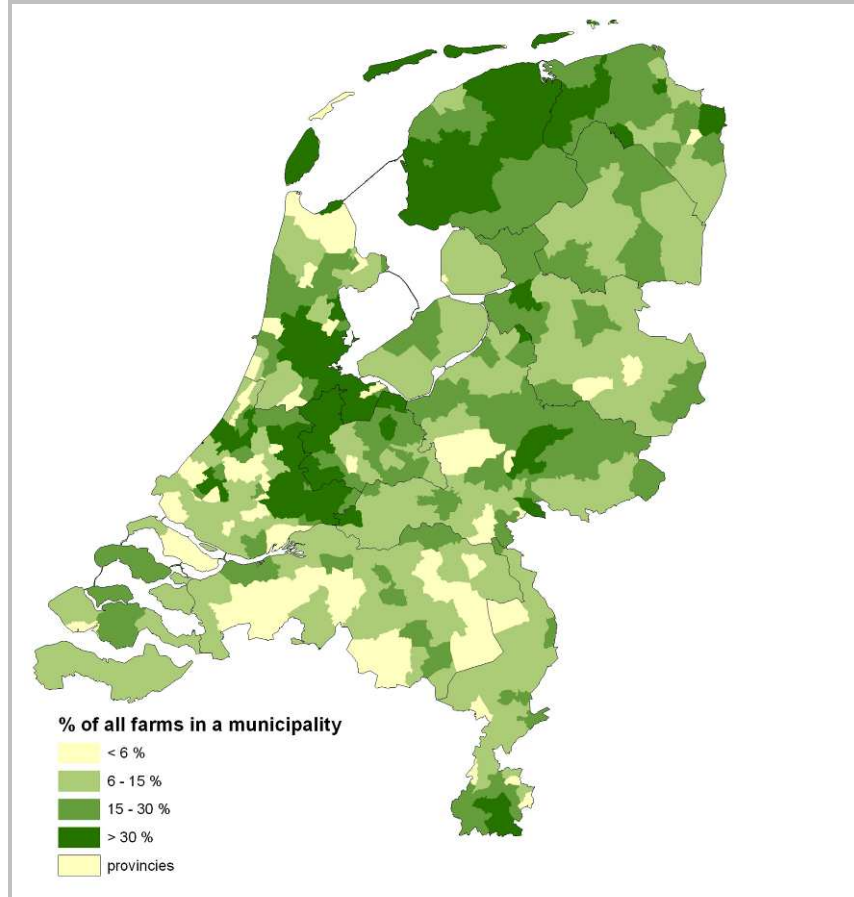 % of all farms in a municipality
< 6 %
6 - 15 %
15 - 30 %
> 30 %
provincies